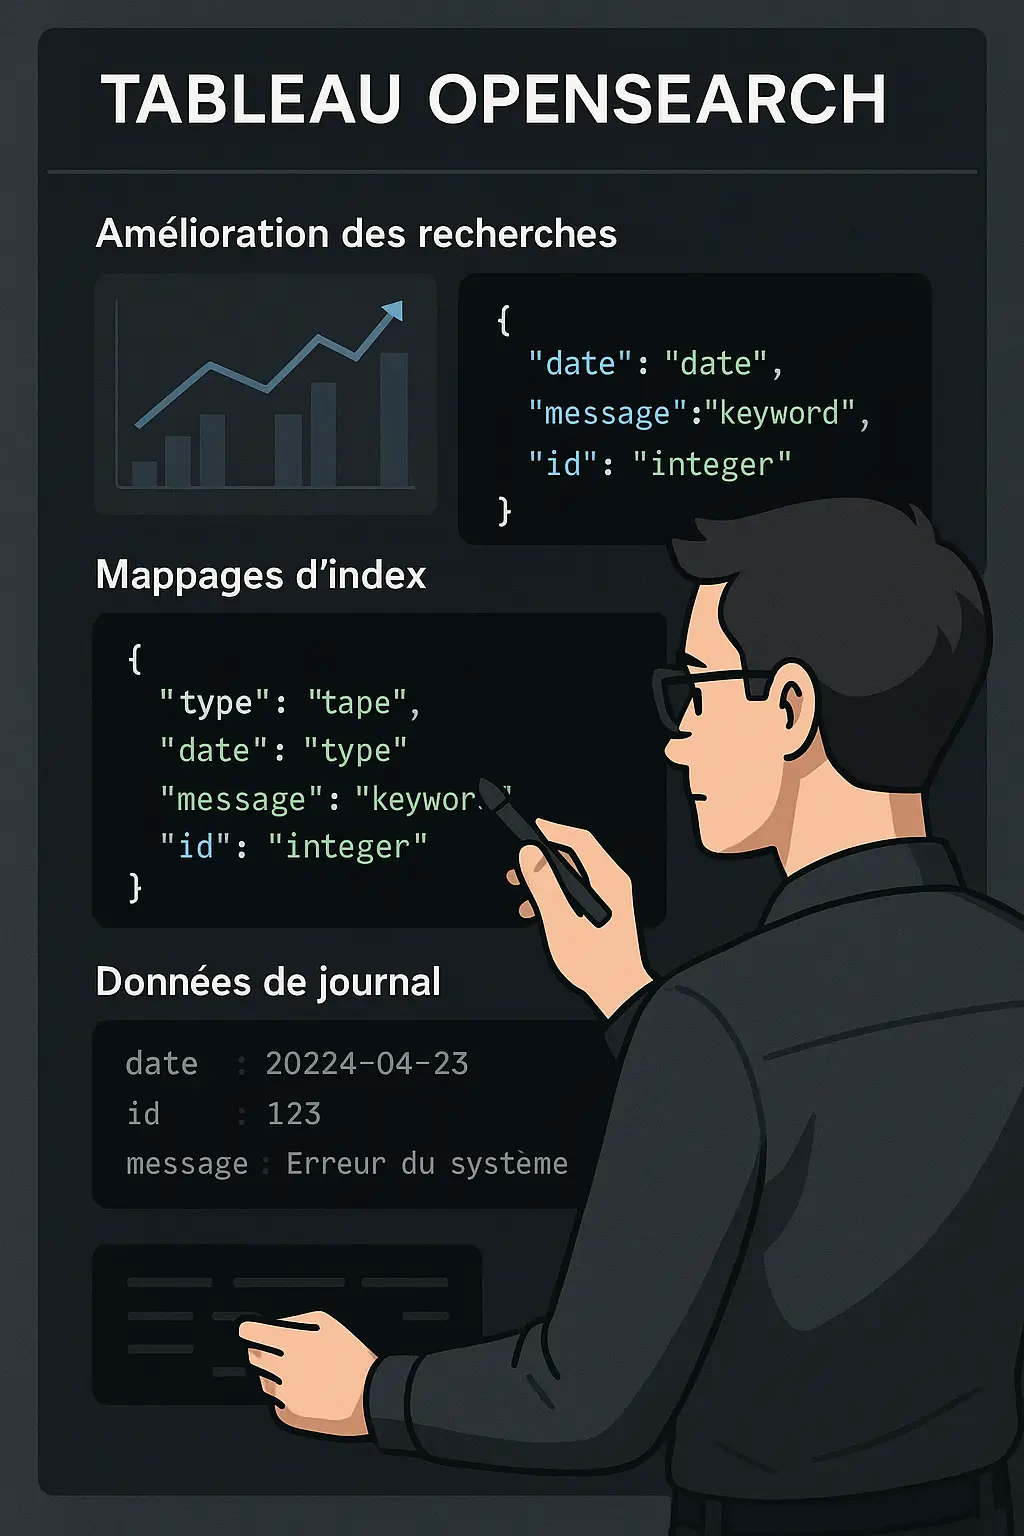 TABLEAU OPENSEARCH
Amélioration des recherches
{
"date": "date",
"message":"keyword",
"id": "integer"
}
Mappages d'index
{
"type": "tape",
"date": "type"
"message": "keywor
"id": "integer"
}
Données de journal
date : 20224-04-23
id : 123
message : Erreur du système